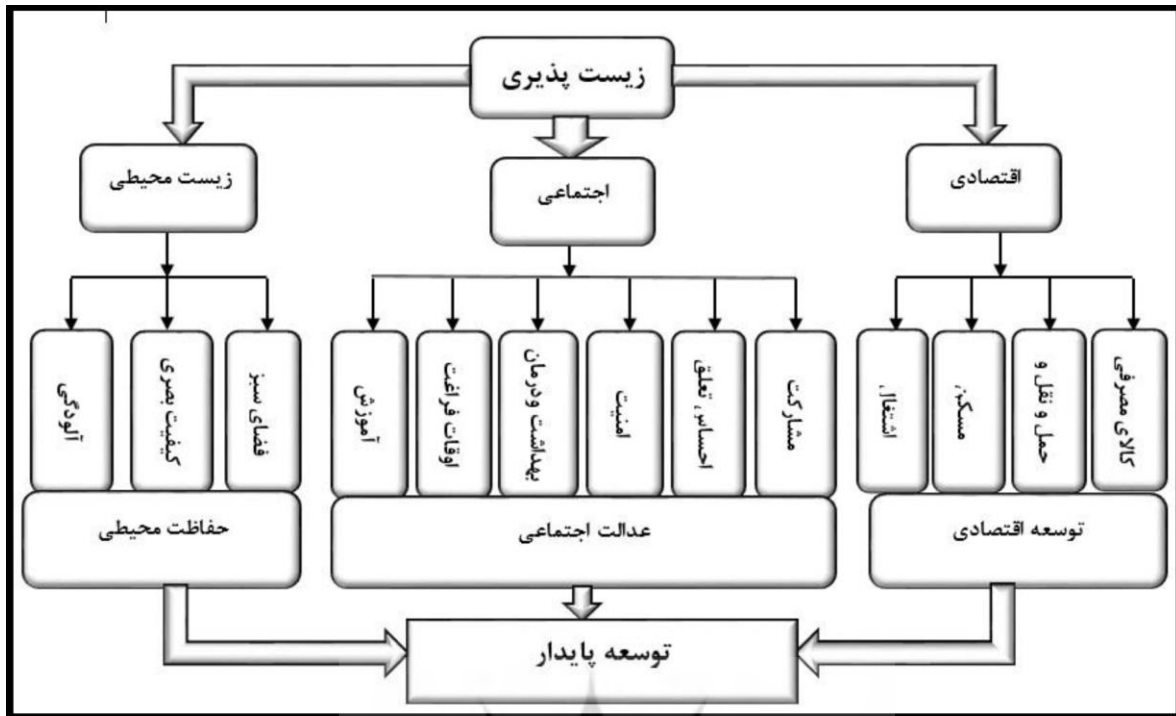 زیست پذیری
اقتصادی
اجتماعی
زیست محیطی
کالای مصرفی
حمل و نقل و
مسکن
اشتغال
مشارکت
احساس تعلق
امنیت
بهداشت ودرمان
اوقات فراغت
آموزش
فضای سبز
کیفیت بصری
آلودگی
توسعه اقتصادی
عدالت اجتماعی
حفاظت محیطی
توسعه پایدار